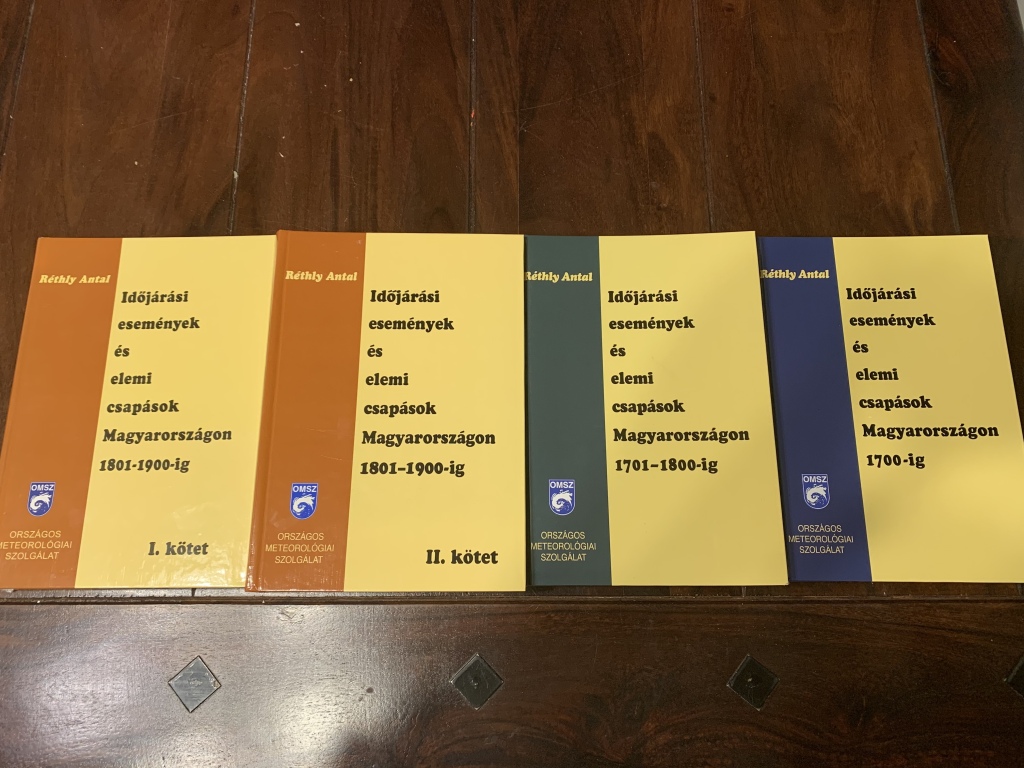 Réthly Antal
Időjárási
események
és
elemi
csapások
Magyarországon
1801-1900-ig
I. kötet
OMSZ
ORSZÁGOS
METEOROLÓGIAI
SZOLGÁLAT
Réthly Antal
Időjárási
események
és
elemi
csapások
Magyarországon
1801-1900-ig
II. kötet
OMSZ
ORSZÁGOS
METEOROLÓGIAI
SZOLGÁLAT
Réthly Antal
Időjárási
események
és
elemi
csapások
Magyarországon
1701-1800-ig
OMSZ
ORSZÁGOS
METEOROLÓGIAI
SZOLGÁLAT
Réthly Antal
Időjárási
események
és
elemi
csapások
Magyarországon
1700-ig
OMSZ
ORSZÁGOS
METEOROLÓGIAI
SZOLGÁLAT